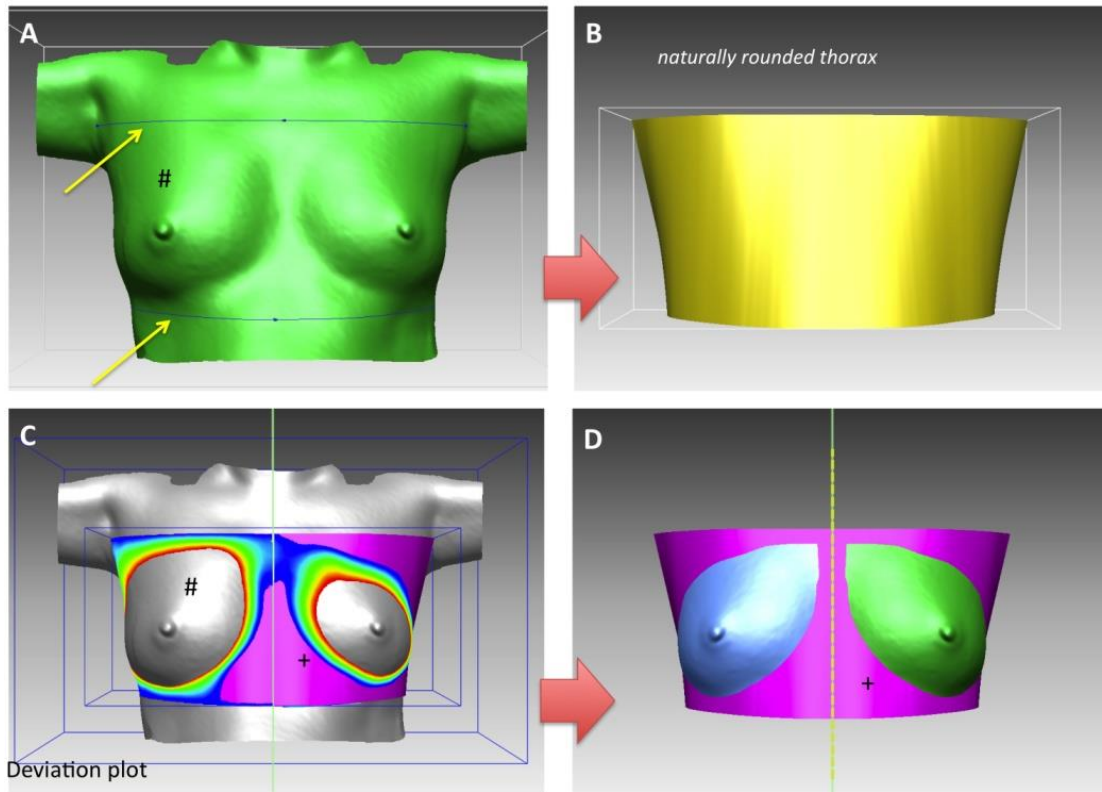 A
#
B
naturally rounded thorax
C
#
+
Deviation plot
D
+